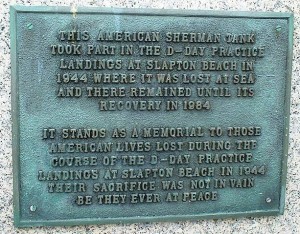 THIS AMERICAN SHERMAN TANK
TOOK PART IN THE D-DAY PRACTICE
LANDINGS AT SLAPTON BEACH IN
1944 WHERE IT WAS LOST AT SEA
AND THERE REMAINED UNTIL ITS
RECOVERY IN 1984
IT STANDS AS A MEMORIAL TO THOSE
AMERICAN LIVES LOST DURING THE
COURSE OF THE D-DAY PRACTICE
LANDINGS AT SLAPTON BEACH IN 1944
THEIR SACRIFICE WAS NOT IN VAIN
BE THEY EVER AT PEACE